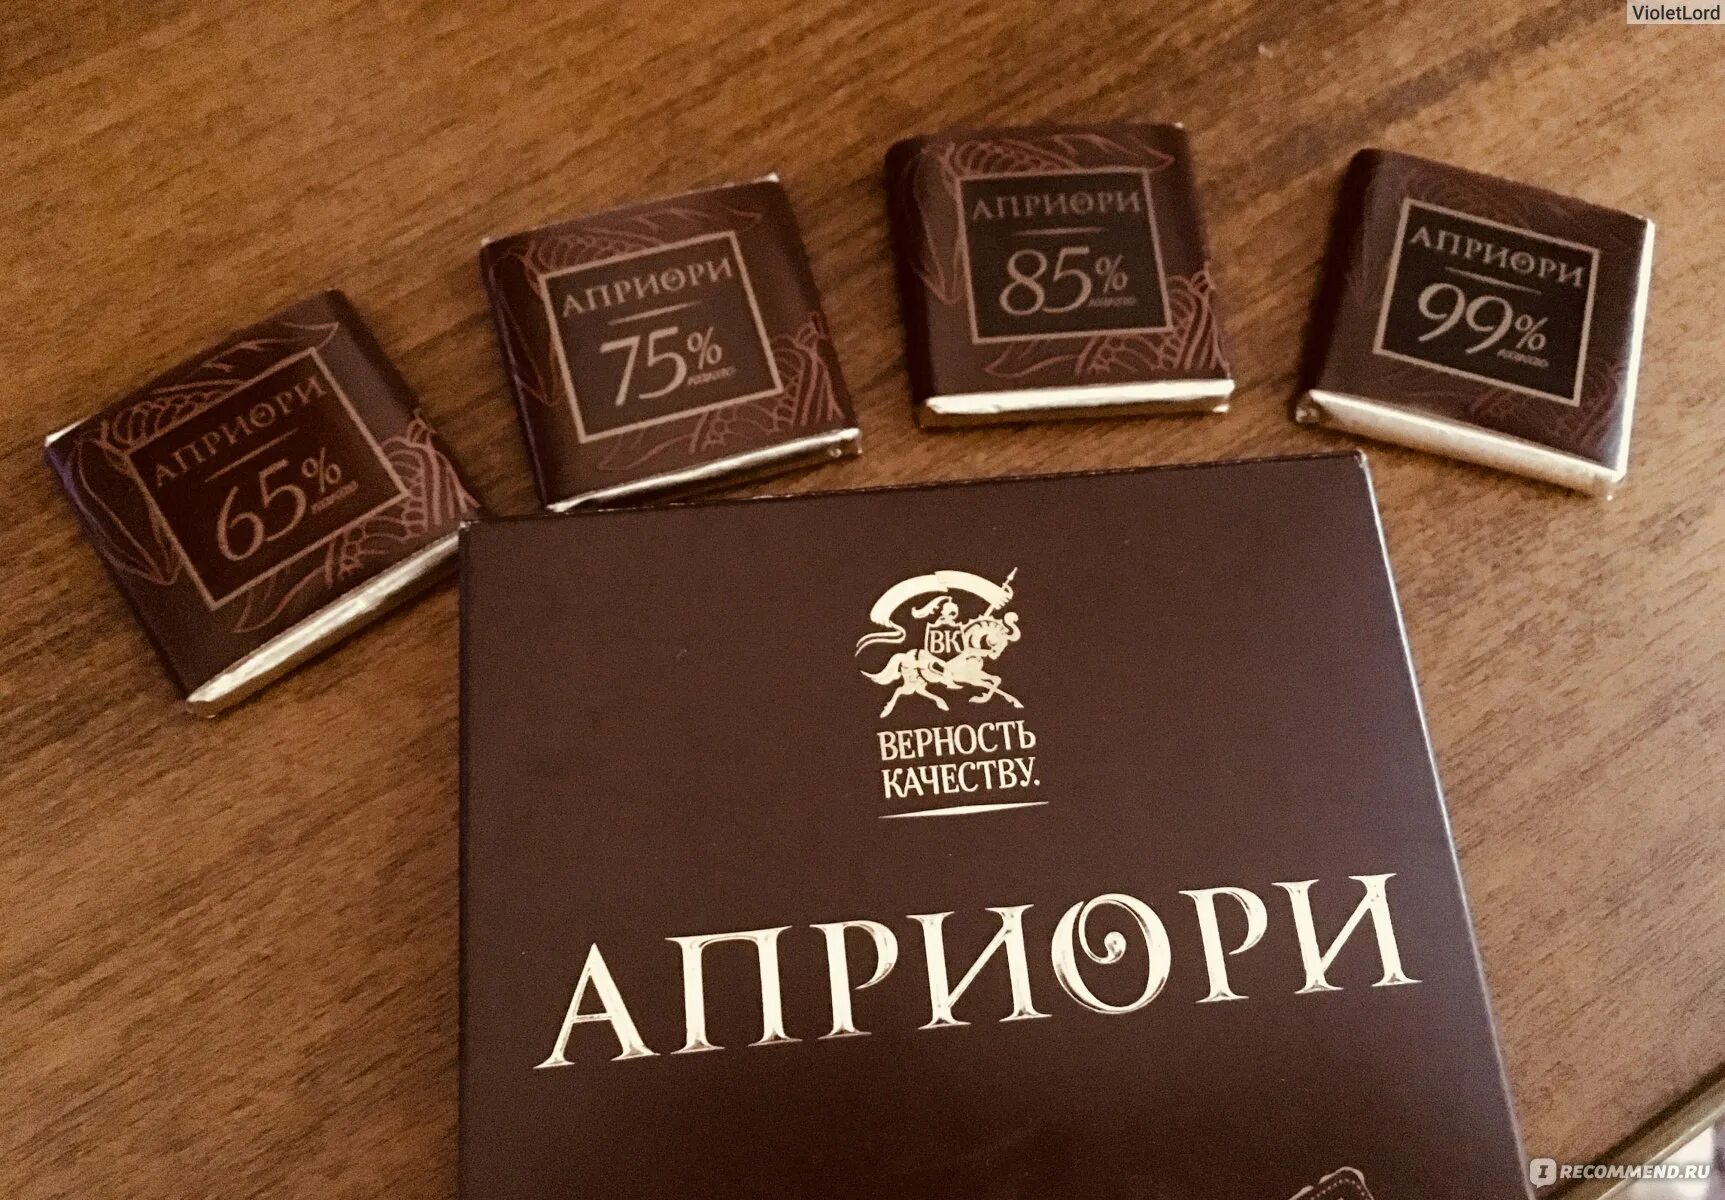 VioletLord
АПРИОРИ
65%
АПРИОРИ
75%
АПРИОРИ
85%
АПРИОРИ
99%
ВК
ВЕРНОСТЬ
КАЧЕСТВУ.
АПРИОРИ
I RECOMMEND.RU